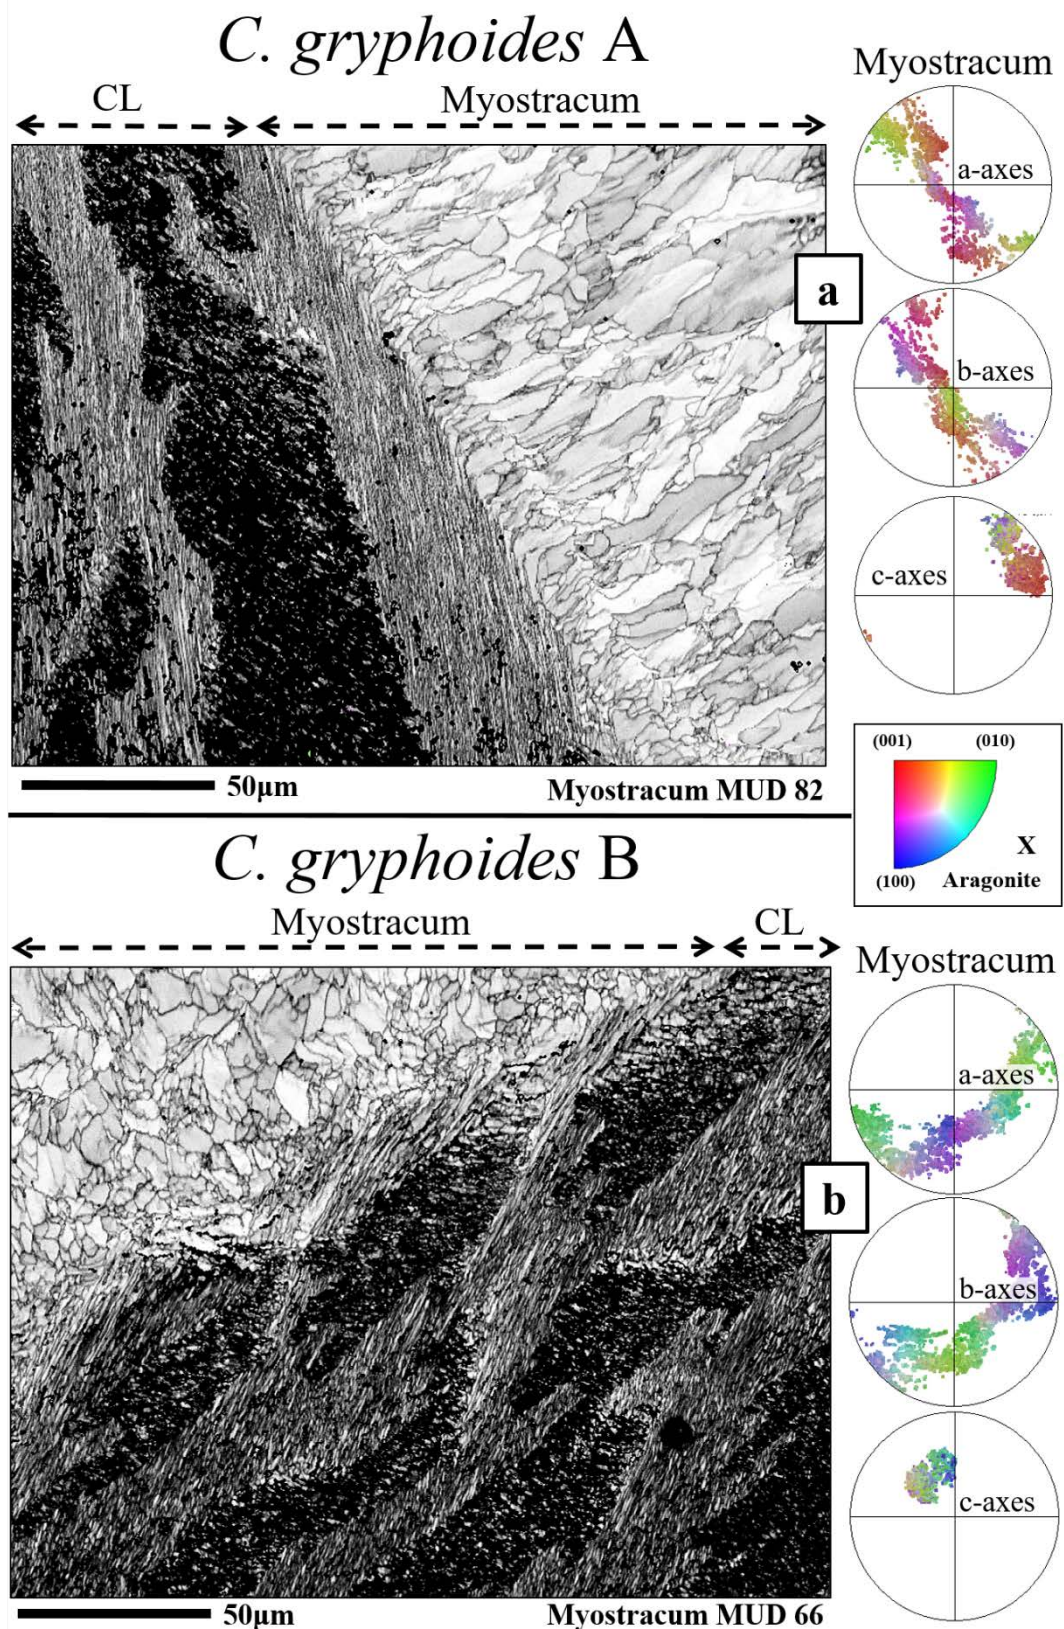 C. gryphoides A
CL
Myostracum
Myostracum
a
a-axes
b-axes
c-axes
50µm
Myostracum MUD 82
(001)
(010)
X
(100)
Aragonite
C. gryphoides B
Myostracum
CL
Myostracum
a-axes
b
b-axes
c-axes
50µm
Myostracum MUD 66